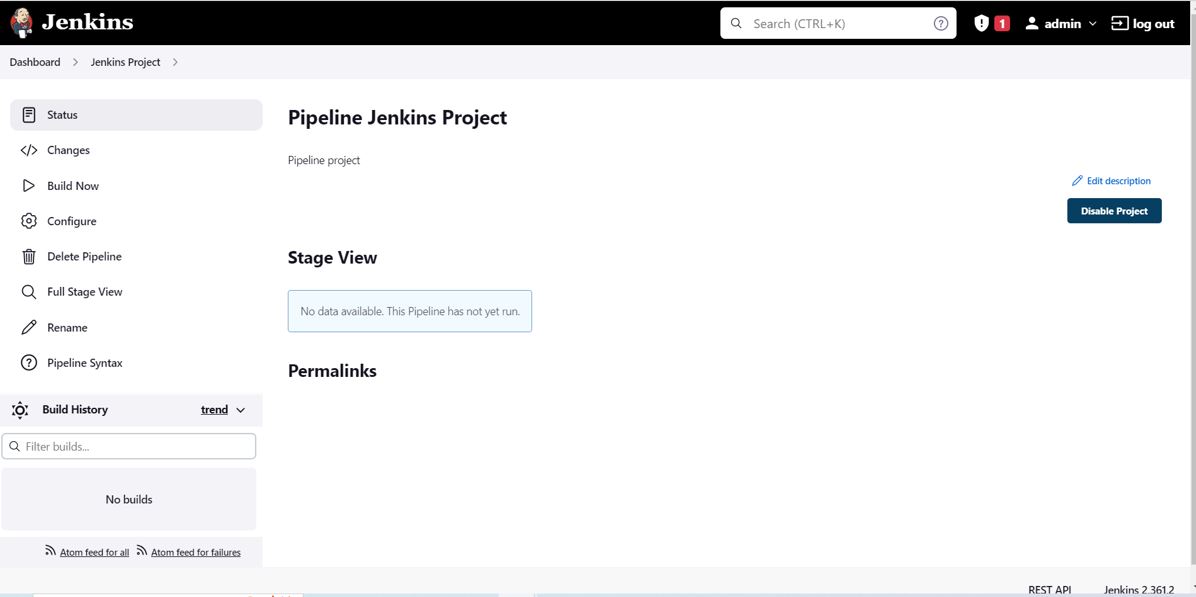 Jenkins
Search (CTRL+K)
?
!
1
admin
log out
Dashboard
Jenkins Project
Status
Changes
Build Now
Configure
Delete Pipeline
Full Stage View
Rename
? Pipeline Syntax
Build History
trend
Filter builds...
No builds
Atom feed for all
Atom feed for failures
Pipeline Jenkins Project
Pipeline project
Edit description
Disable Project
Stage View
No data available. This Pipeline has not yet run.
Permalinks
REST API
Jenkins 2.361.2